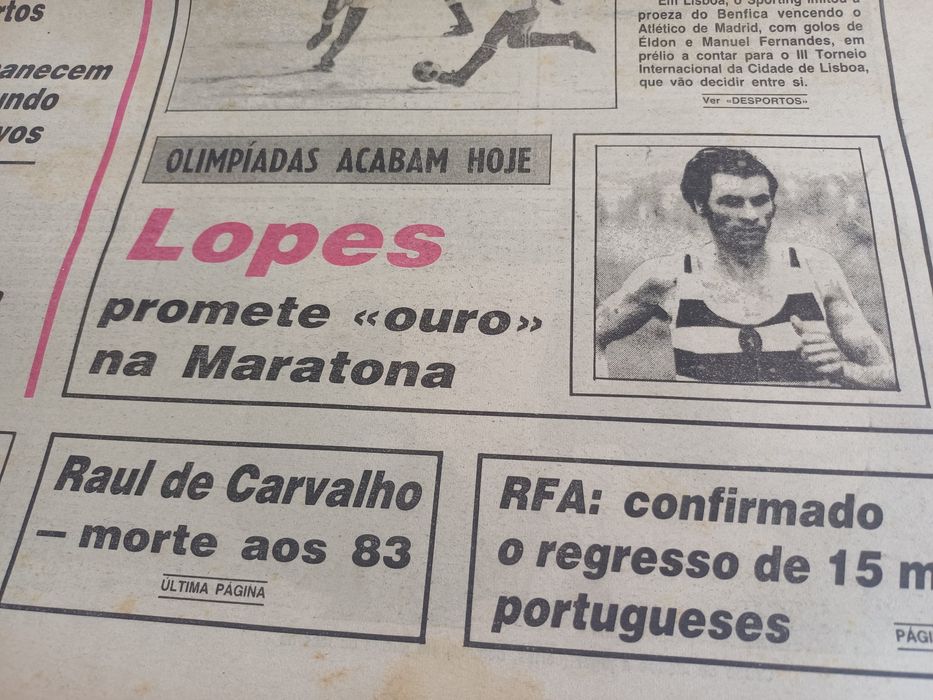 rtos
anecem
undo
vos
Em Lisboa, o Sporting imitou a
proeza do Benfica vencendo o
Atlético de Madrid, com golos de
Éldon e Manuel Fernandes, em
prélio a contar para o III Torneio
Internacional da Cidade de Lisboa,
que vão decidir entre si.
Ver «DESPORTOS»
OLIMPÍADAS ACABAM HOJE
Lopes
promete «ouro»
na Maratona
Raul de Carvalho
– morte aos 83
ÚLTIMA PÁGINA
RFA: confirmado
o regresso de 15 m
portugueses
PÁGI